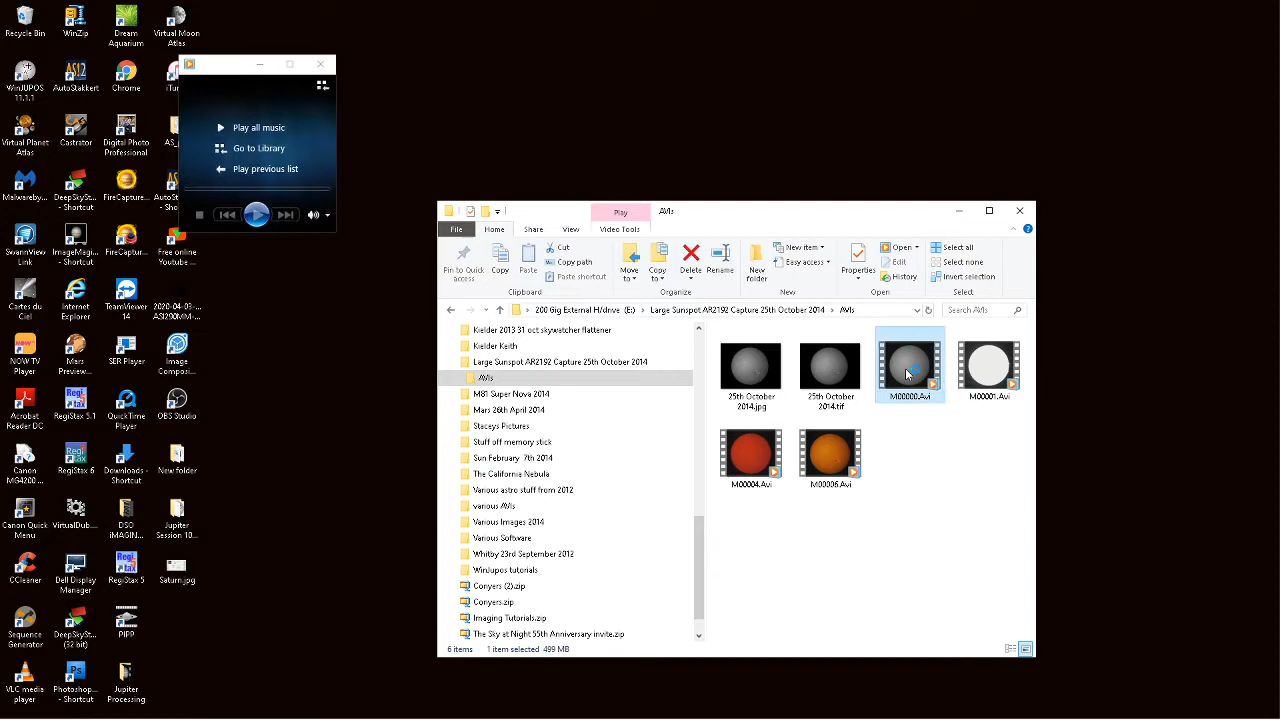 Recycle Bin
WinZip
Dream Aquarium
Virtual Moon Atlas
WinJUPOS 11.1.1
AutoStakkert
Chrome
Virtual Planet Atlas
Castrator
Digital Photo Professional
Malwareby...
DeepSkySt... - Shortcut
FireCapture...
SwannView Link
ImageMagi... - Shortcut
FireCaptur...
Free online Youtube ...
Cartes du Ciel
Internet Explorer
TeamViewer 14
2020-04-03-... ASI290MM-...
NOW TV Player
Mars Preview...
SER Player
Image Composi...
Acrobat Reader DC
RegiStax 5.1
QuickTime Player
OBS Studio
Canon MG4200 ...
RegiStax 6
Downloads - Shortcut
New folder
Canon Quick Menu
VirtualDub...
DSO iMAGIN...
Jupiter Session 10...
CCleaner
Dell Display Manager
RegiStax 5
Saturn.jpg
Sequence Generator
DeepSkySt... (32 bit)
PIPP
VLC media player
Photoshop... - Shortcut
Jupiter Processing
Play all music
Go to Library
Play previous list
Play
AVIs
File
Home
Share
View
Video Tools
Pin to Quick access
Copy
Paste
Cut
Copy path
Paste shortcut
Clipboard
Move to
Copy to
Delete
Rename
Organize
New folder
New item
Easy access
New
Properties
Open
Edit
History
Open
Select all
Select none
Invert selection
Select
200 Gig External H/drive (E:) > Large Sunspot AR2192 Capture 25th October 2014 > AVIs
Search AVIs
Kielder 2013 31 oct skywatcher flattener
Kielder Keith
Large Sunspot AR2192 Capture 25th October 2014
AVIs
M81 Super Nova 2014
Mars 26th April 2014
Staceys Pictures
Stuff off memory stick
Sun February 7th 2014
The California Nebula
Various astro stuff from 2012
various AVIs
Various Images 2014
Various Software
Whitby 23rd September 2012
WinJupos tutorials
Conyers (2).zip
Conyers.zip
Imaging Tutorials.zip
The Sky at Night 55th Anniversary invite.zip
25th October 2014.jpg
25th October 2014.tif
M00000.Avi
M00001.Avi
M00004.Avi
M00006.Avi
6 items
1 item selected 499 MB